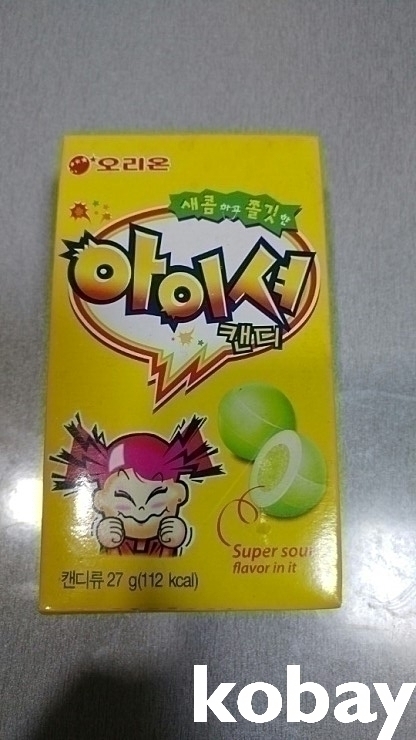 오리온
새콤하고 쫄깃한
아이셔
캔디
Super sour
flavor in it
캔디류 27 g(112 kcal)
kobay